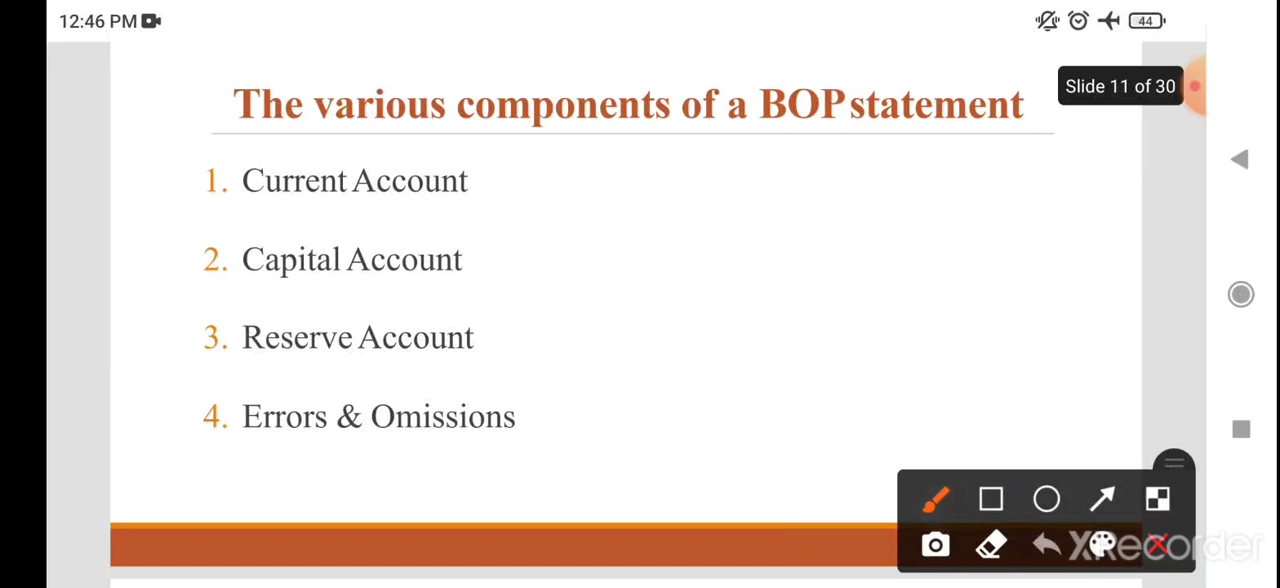 12:46 PM
44
The various components of a BOP statement
Slide 11 of 30
1. Current Account
2. Capital Account
3. Reserve Account
4. Errors & Omissions
XRecorder